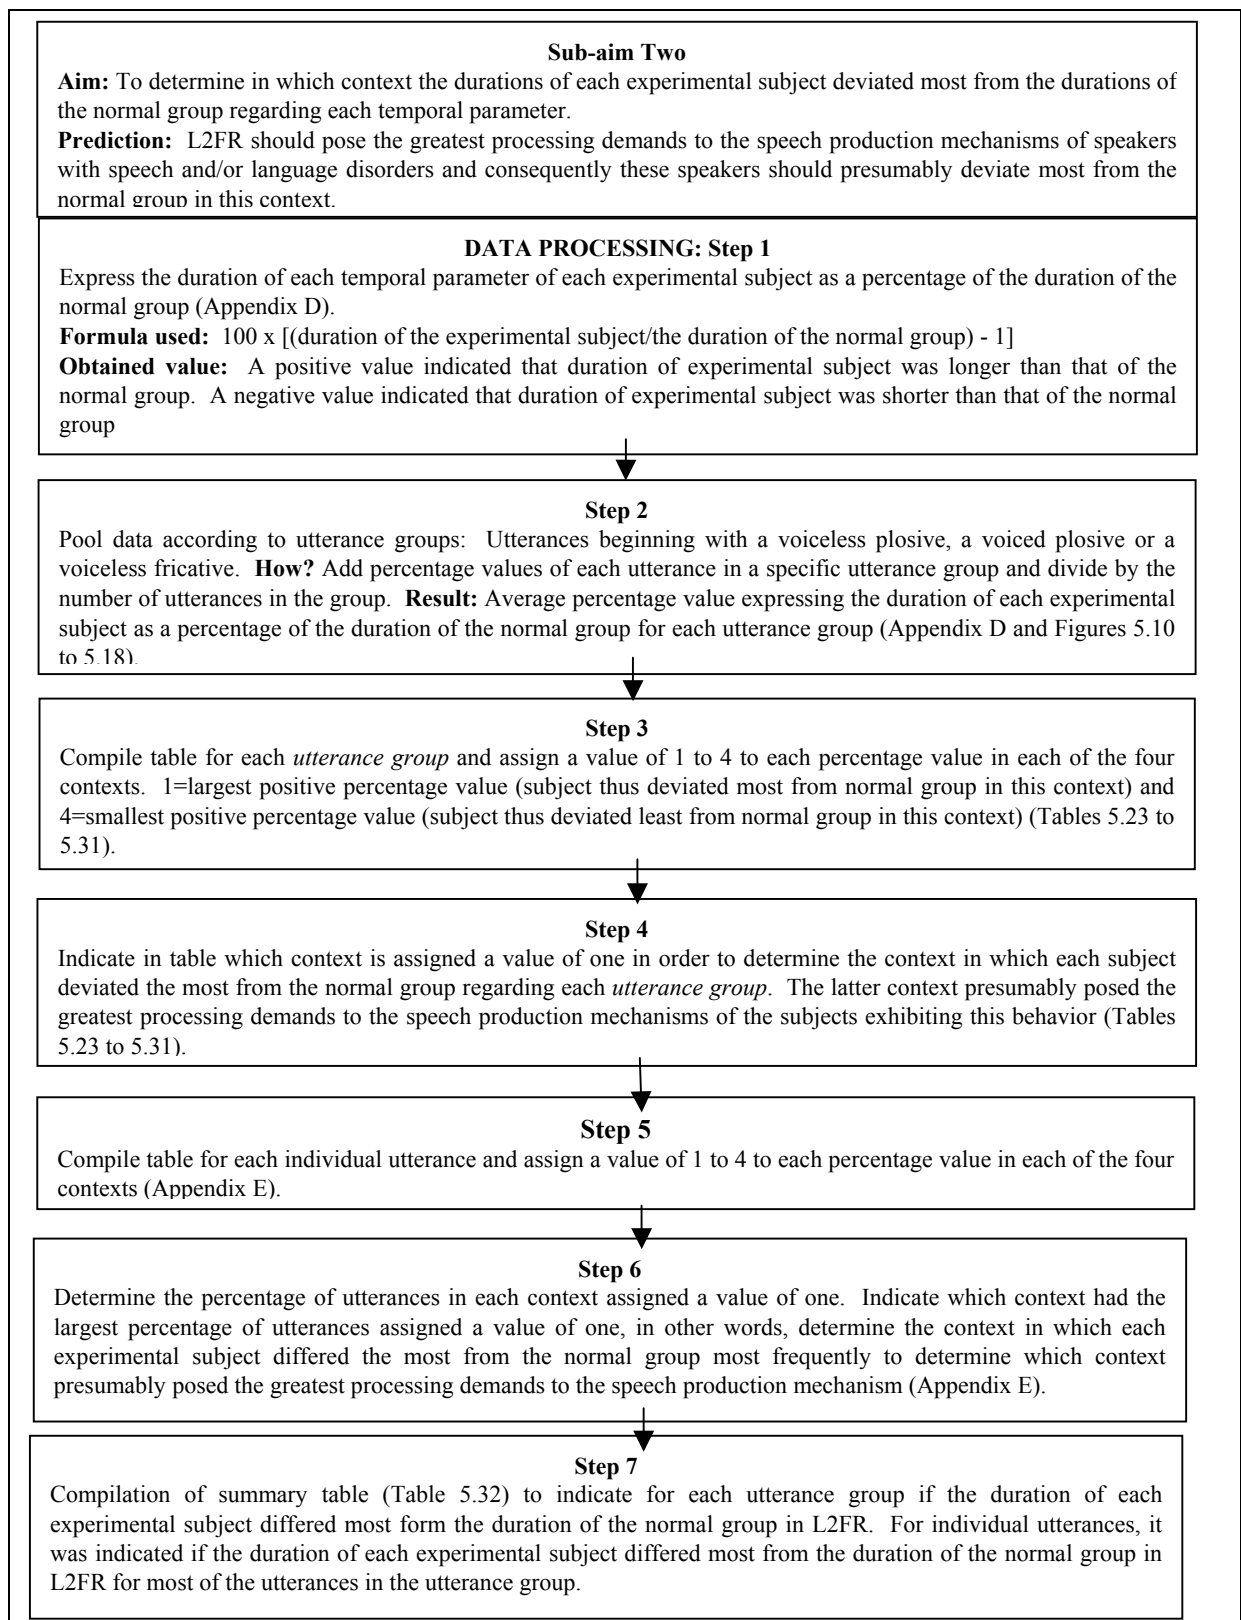 Sub-aim Two
Aim: To determine in which context the durations of each experimental subject deviated most from the durations of
the normal group regarding each temporal parameter.
Prediction: L2FR should pose the greatest processing demands to the speech production mechanisms of speakers
with speech and/or language disorders and consequently these speakers should presumably deviate most from the
normal group in this context.
DATA PROCESSING: Step 1
Express the duration of each temporal parameter of each experimental subject as a percentage of the duration of the
normal group (Appendix D).
Formula used: 100 x [(duration of the experimental subject/the duration of the normal group) - 1]
Obtained value: A positive value indicated that duration of experimental subject was longer than that of the
normal group. A negative value indicated that duration of experimental subject was shorter than that of the normal
group
Step 2
Pool data according to utterance groups: Utterances beginning with a voiceless plosive, a voiced plosive or a
voiceless fricative. How? Add percentage values of each utterance in a specific utterance group and divide by the
number of utterances in the group. Result: Average percentage value expressing the duration of each experimental
subject as a percentage of the duration of the normal group for each utterance group (Appendix D and Figures 5.10
to 5.18).
Step 3
Compile table for each utterance group and assign a value of 1 to 4 to each percentage value in each of the four
contexts. 1=largest positive percentage value (subject thus deviated most from normal group in this context) and
4=smallest positive percentage value (subject thus deviated least from normal group in this context) (Tables 5.23 to
5.31).
Step 4
Indicate in table which context is assigned a value of one in order to determine the context in which each subject
deviated the most from the normal group regarding each utterance group. The latter context presumably posed the
greatest processing demands to the speech production mechanisms of the subjects exhibiting this behavior (Tables
5.23 to 5.31).
Step 5
Compile table for each individual utterance and assign a value of 1 to 4 to each percentage value in each of the four
contexts (Appendix E).
Step 6
Determine the percentage of utterances in each context assigned a value of one. Indicate which context had the
largest percentage of utterances assigned a value of one, in other words, determine the context in which each
experimental subject differed the most from the normal group most frequently to determine which context
presumably posed the greatest processing demands to the speech production mechanism (Appendix E).
Step 7
Compilation of summary table (Table 5.32) to indicate for each utterance group if the duration of each
experimental subject differed most form the duration of the normal group in L2FR. For individual utterances, it
was indicated if the duration of each experimental subject differed most from the duration of the normal group in
L2FR for most of the utterances in the utterance group.